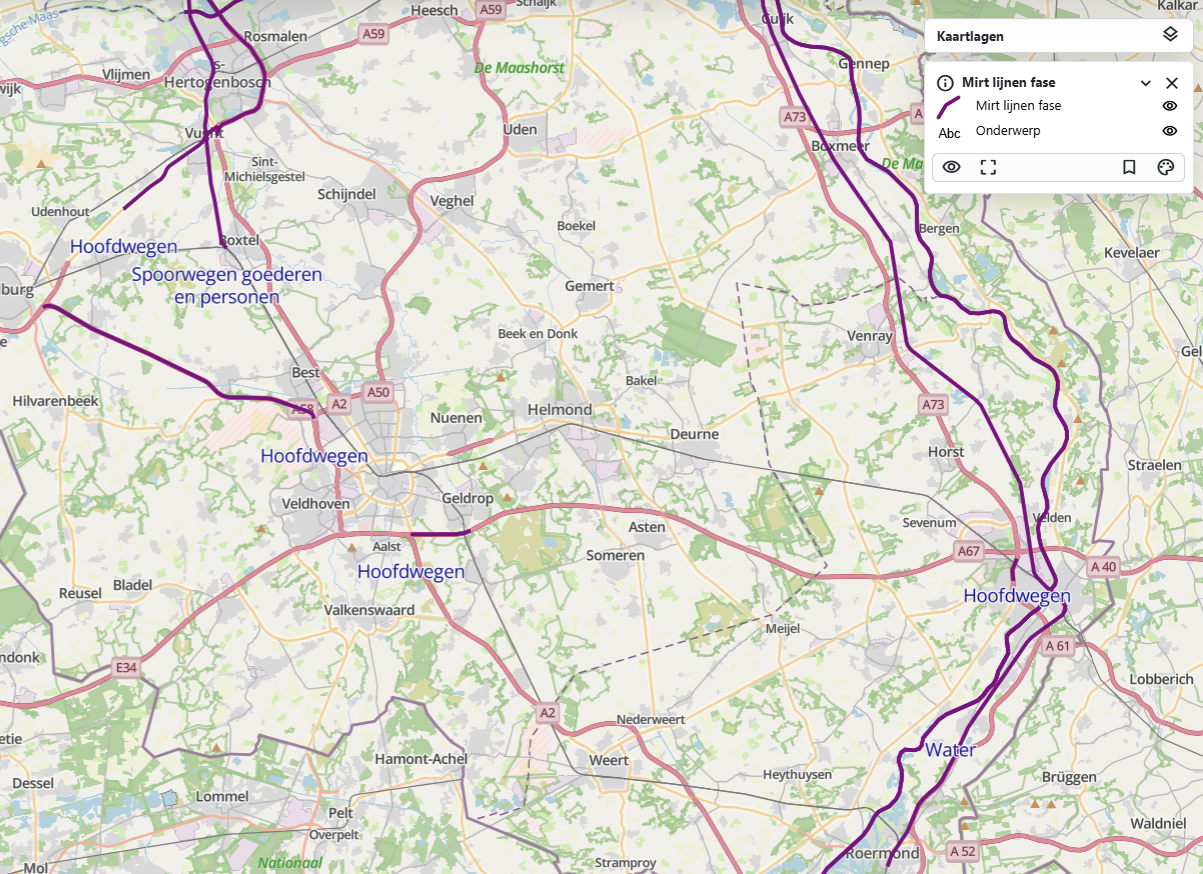 Heesch
A59
Schaijk
Kalkar
gsche Maas
Rosmalen
A59
Cuijk
Kaartlagen
Vlijmen
's-
Hertogenbosch
De Maashorst
Gennep
Mirt lijnen fase
Mirt lijnen fase
Abc
Onderwerp
wijk
A73
A
Uden
Vught
Boxmeer
De Ma
Sint-
Michielsgestel
Schijndel
Veghel
Udenhout
Boekel
Bergen
Boxtel
Hoofdwegen
Kevelaer
Spoorwegen goederen
en personen
lburg
Gemert
Beek en Donk
Venray
e
Gel
Best
Bakel
A50
A2
A58
Hilvarenbeek
Helmond
A73
Nuenen
Deurne
Hoofdwegen
Horst
Straelen
Veldhoven
Geldrop
Velden
Sevenum
Asten
Aalst
Someren
A67
A 40
Hoofdwegen
Bladel
Reusel
Hoofdwegen
Valkenswaard
Meijel
A 61
ndonk
E34
Lobberich
A2
Nederweert
etie
Water
Hamont-Achel
Weert
Heythuysen
Brüggen
Dessel
Lommel
Pelt
Overpelt
Waldniel
Roermond
A 52
Nationaal
Stramproy
Mol